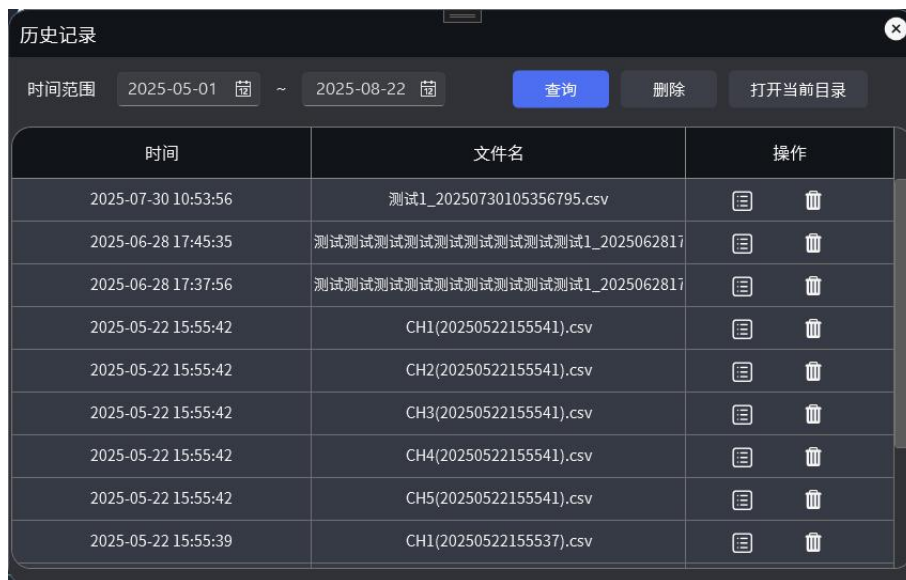 历史记录
时间范围 2025-05-01 ~ 2025-08-22 查询 删除 打开当前目录
时间 文件名 操作
2025-07-30 10:53:56 测试1_20250730105356795.csv
2025-06-28 17:45:35 测试测试测试测试测试测试测试测试测试1_2025062817
2025-06-28 17:37:56 测试测试测试测试测试测试测试测试测试1_2025062817
2025-05-22 15:55:42 CH1(20250522155541).csv
2025-05-22 15:55:42 CH2(20250522155541).csv
2025-05-22 15:55:42 CH3(20250522155541).csv
2025-05-22 15:55:42 CH4(20250522155541).csv
2025-05-22 15:55:42 CH5(20250522155541).csv
2025-05-22 15:55:39 CH1(20250522155537).csv